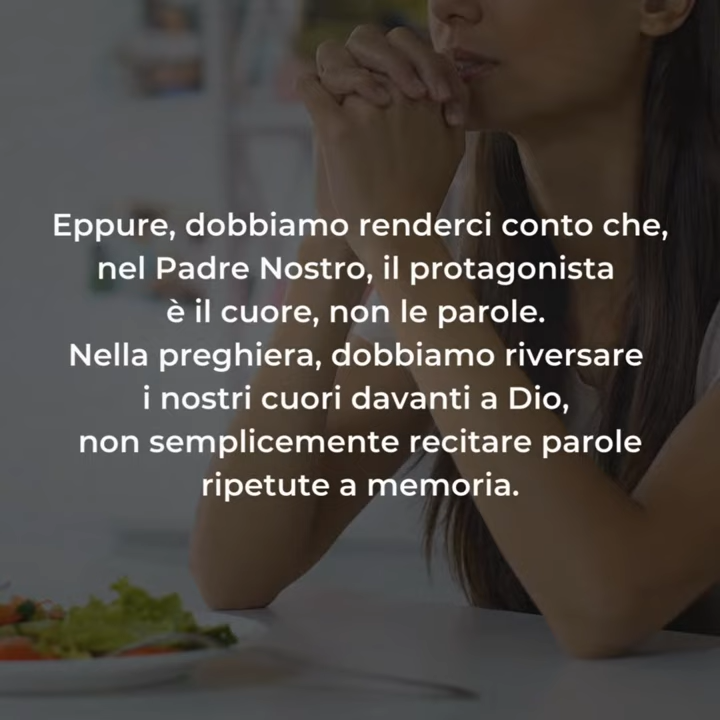 Eppure, dobbiamo renderci conto che,
nel Padre Nostro, il protagonista
è il cuore, non le parole.
Nella preghiera, dobbiamo riversare
i nostri cuori davanti a Dio,
non semplicemente recitare parole
ripetute a memoria.